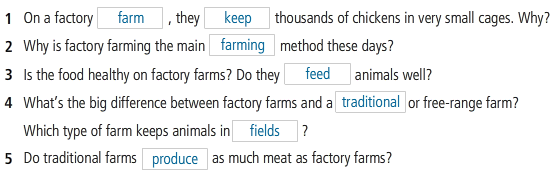 1 On a factory farm , they keep thousands of chickens in very small cages. Why?
2 Why is factory farming the main farming method these days?
3 Is the food healthy on factory farms? Do they feed animals well?
4 What's the big difference between factory farms and a traditional or free-range farm?
Which type of farm keeps animals in fields ?
5 Do traditional farms produce as much meat as factory farms?